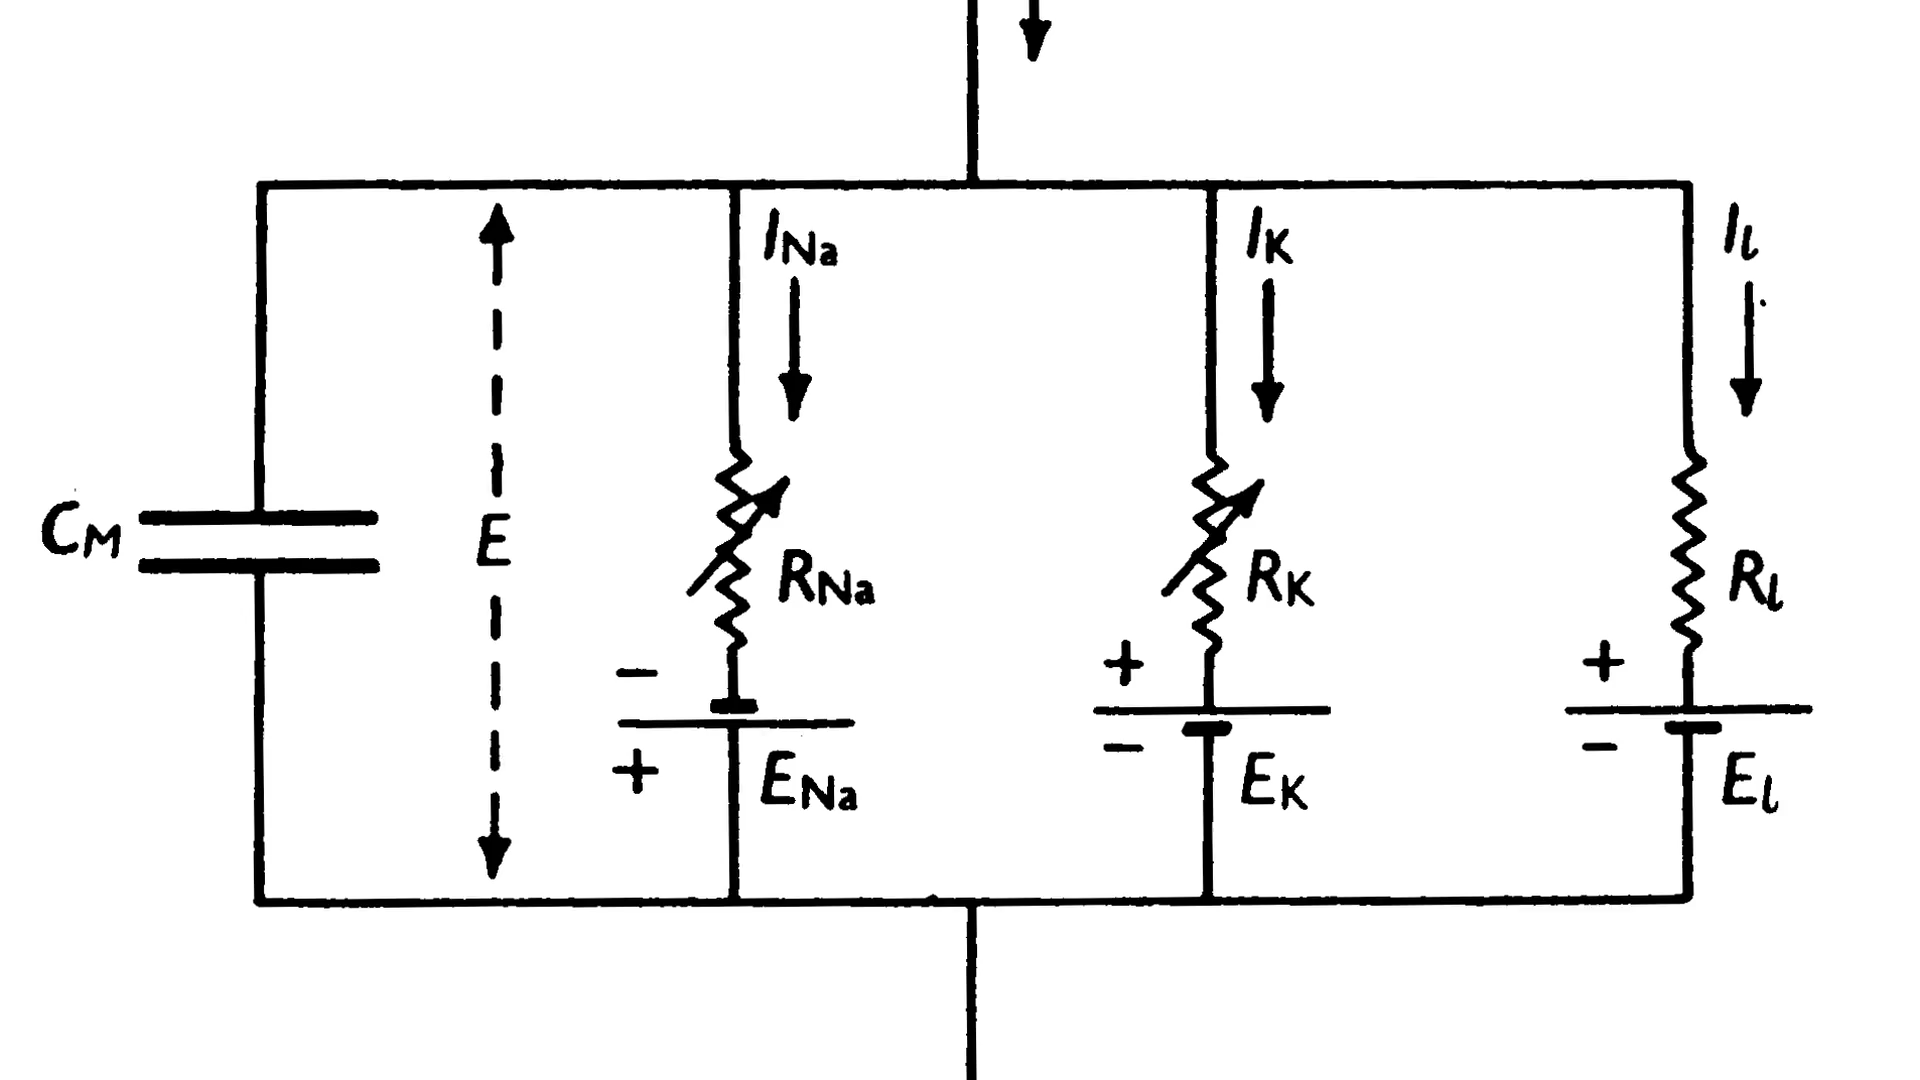 I_Na
I_K
I_l
C_M
E
R_Na
R_K
R_l
−
+
+
+
−
−
E_Na
E_K
E_l